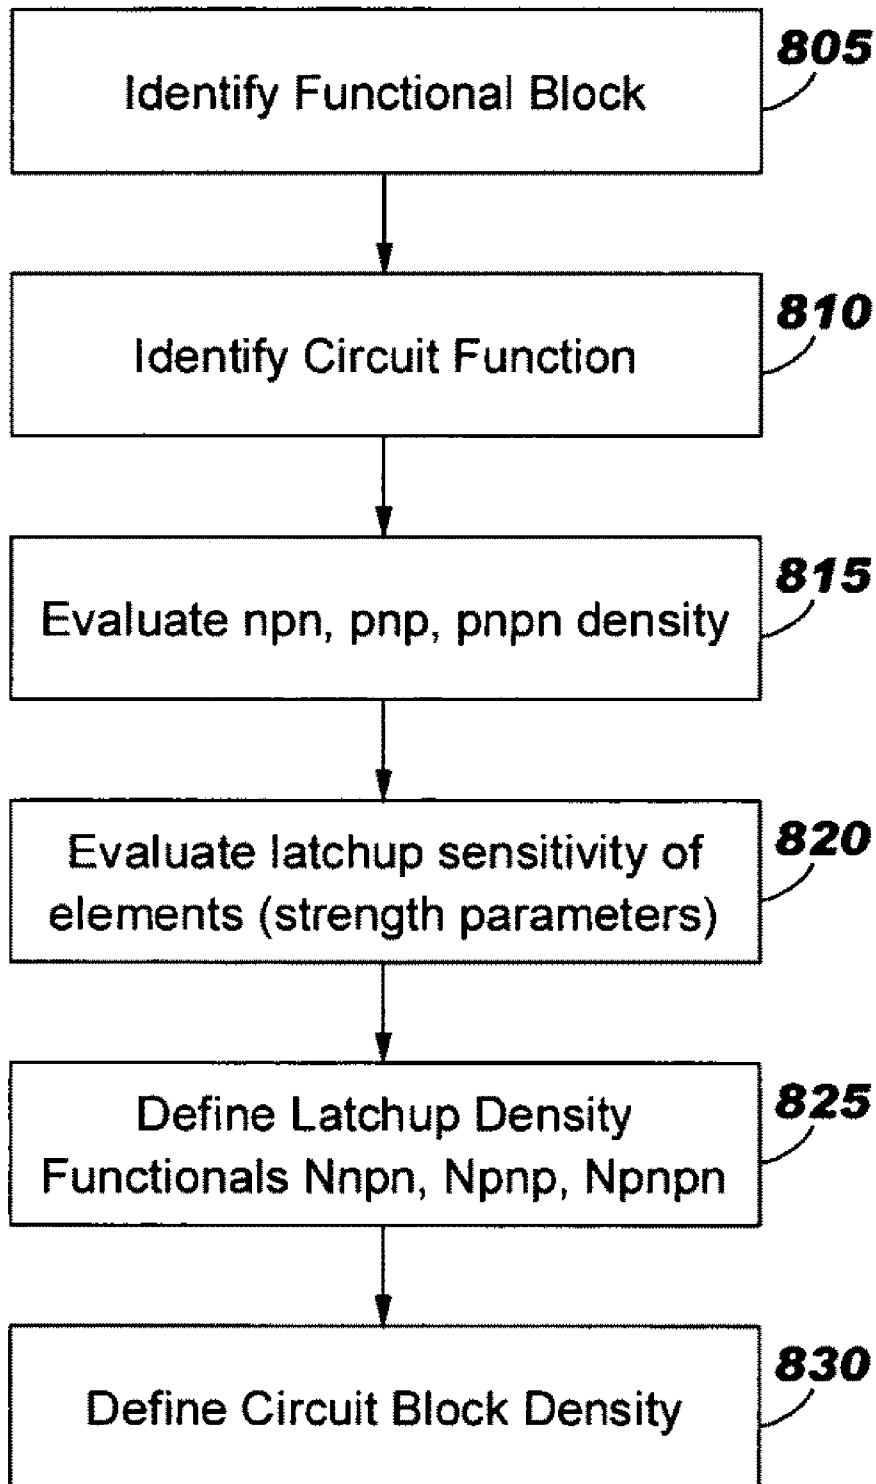 805
Identify Functional Block
810
Identify Circuit Function
815
Evaluate npn, pnp, pnpn density
820
Evaluate latchup sensitivity of
elements (strength parameters)
825
Define Latchup Density
Functionals Nnpn, Npnp, Npnpn
830
Define Circuit Block Density